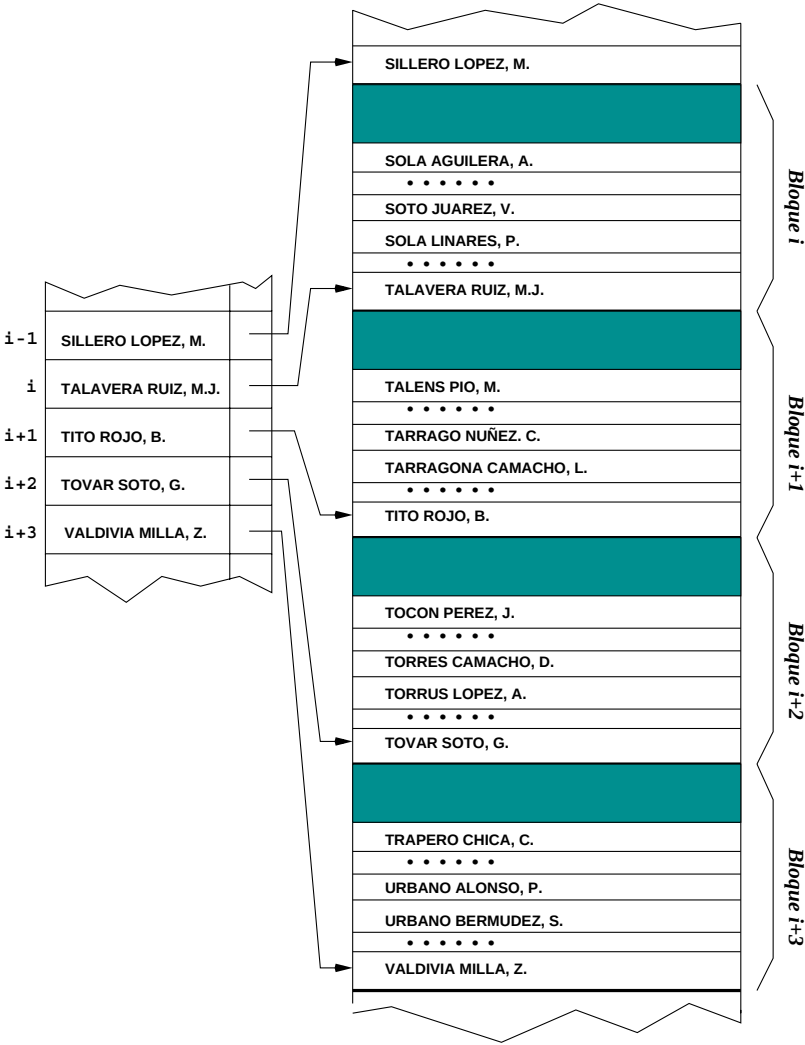 i-1 SILLERO LOPEZ, M.
i TALAVERA RUIZ, M.J.
i+1 TITO ROJO, B.
i+2 TOVAR SOTO, G.
i+3 VALDIVIA MILLA, Z.
SILLERO LOPEZ, M.
SOLA AGUILERA, A.
• • • • • •
SOTO JUAREZ, V.
SOLA LINARES, P.
• • • • • •
TALAVERA RUIZ, M.J.
Bloque i
TALENS PIO, M.
• • • • • •
TARRAGO NUÑEZ. C.
TARRAGONA CAMACHO, L.
• • • • • •
TITO ROJO, B.
Bloque i+1
TOCON PEREZ, J.
• • • • • •
TORRES CAMACHO, D.
TORRUS LOPEZ, A.
• • • • • •
TOVAR SOTO, G.
Bloque i+2
TRAPERO CHICA, C.
• • • • • •
URBANO ALONSO, P.
URBANO BERMUDEZ, S.
• • • • • •
VALDIVIA MILLA, Z.
Bloque i+3